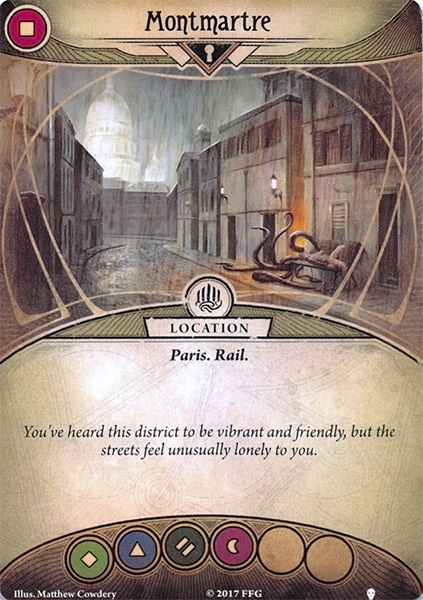 Montmartre
LOCATION
Paris. Rail.
You've heard this district to be vibrant and friendly, but the
streets feel unusually lonely to you.
Illus. Matthew Cowdery
© 2017 FFG